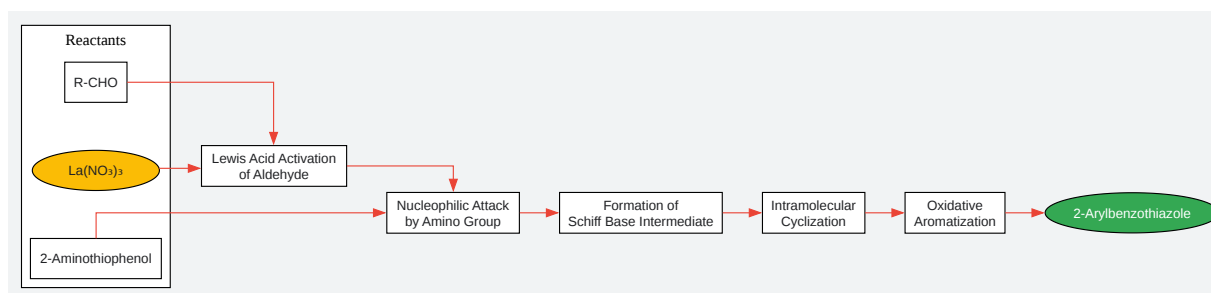 Reactants
R-CHO
La(NO₃)₃
2-Aminothiophenol
Lewis Acid Activation
of Aldehyde
Nucleophilic Attack
by Amino Group
Formation of
Schiff Base Intermediate
Intramolecular
Cyclization
Oxidative
Aromatization
2-Arylbenzothiazole